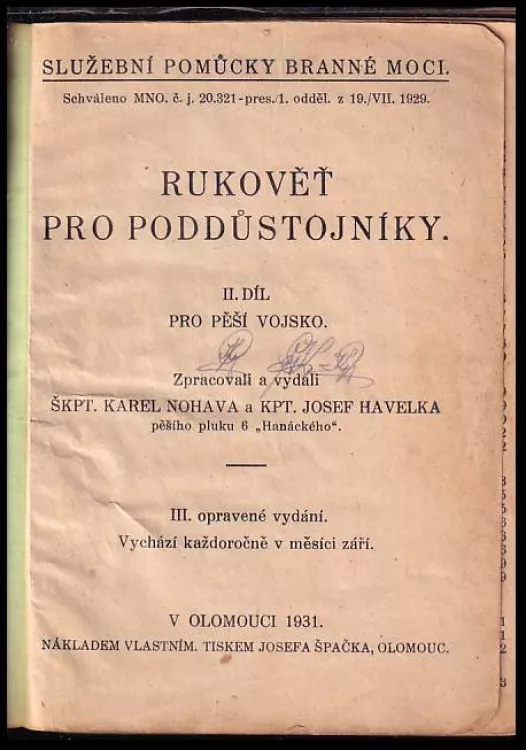 SLUŽEBNÍ POMŮCKY BRANNÉ MOCI.
Schváleno MNO. č. j. 20.321-pres./1. odděl. z 19./VII. 1929.
RUKOVĚŤ
PRO PODDŮSTOJNÍKY.
II. DÍL
PRO PĚŠÍ VOJSKO.
Zpracovali a vydali
ŠKPT. KAREL NOHAVA a KPT. JOSEF HAVELKA
pěšího pluku 6 „Hanáckého“.
III. opravené vydání.
Vychází každoročně v měsíci září.
V OLOMOUCI 1931.
NÁKLADEM VLASTNÍM. TISKEM JOSEFA ŠPAČKA, OLOMOUC.